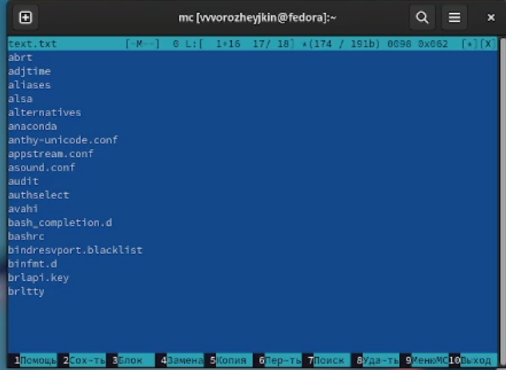 mc [vvvorozheyjkin@fedora]:~
text.txt [-M--] 0 L:[ 1+16 17/ 18] *(174 / 191b) 0098 0x062 [*][X]
abrt
adjtime
aliases
alsa
alternatives
anaconda
anthy-unicode.conf
appstream.conf
asound.conf
audit
authselect
avahi
bash_completion.d
bashrc
bindresvport.blacklist
binfmt.d
brlapi.key
brltty
1Помощь 2Сох-ть 3Блок 4Замена 5Копия 6Пер-ть 7Поиск 8Уда-ть 9МенюMC 10Выход